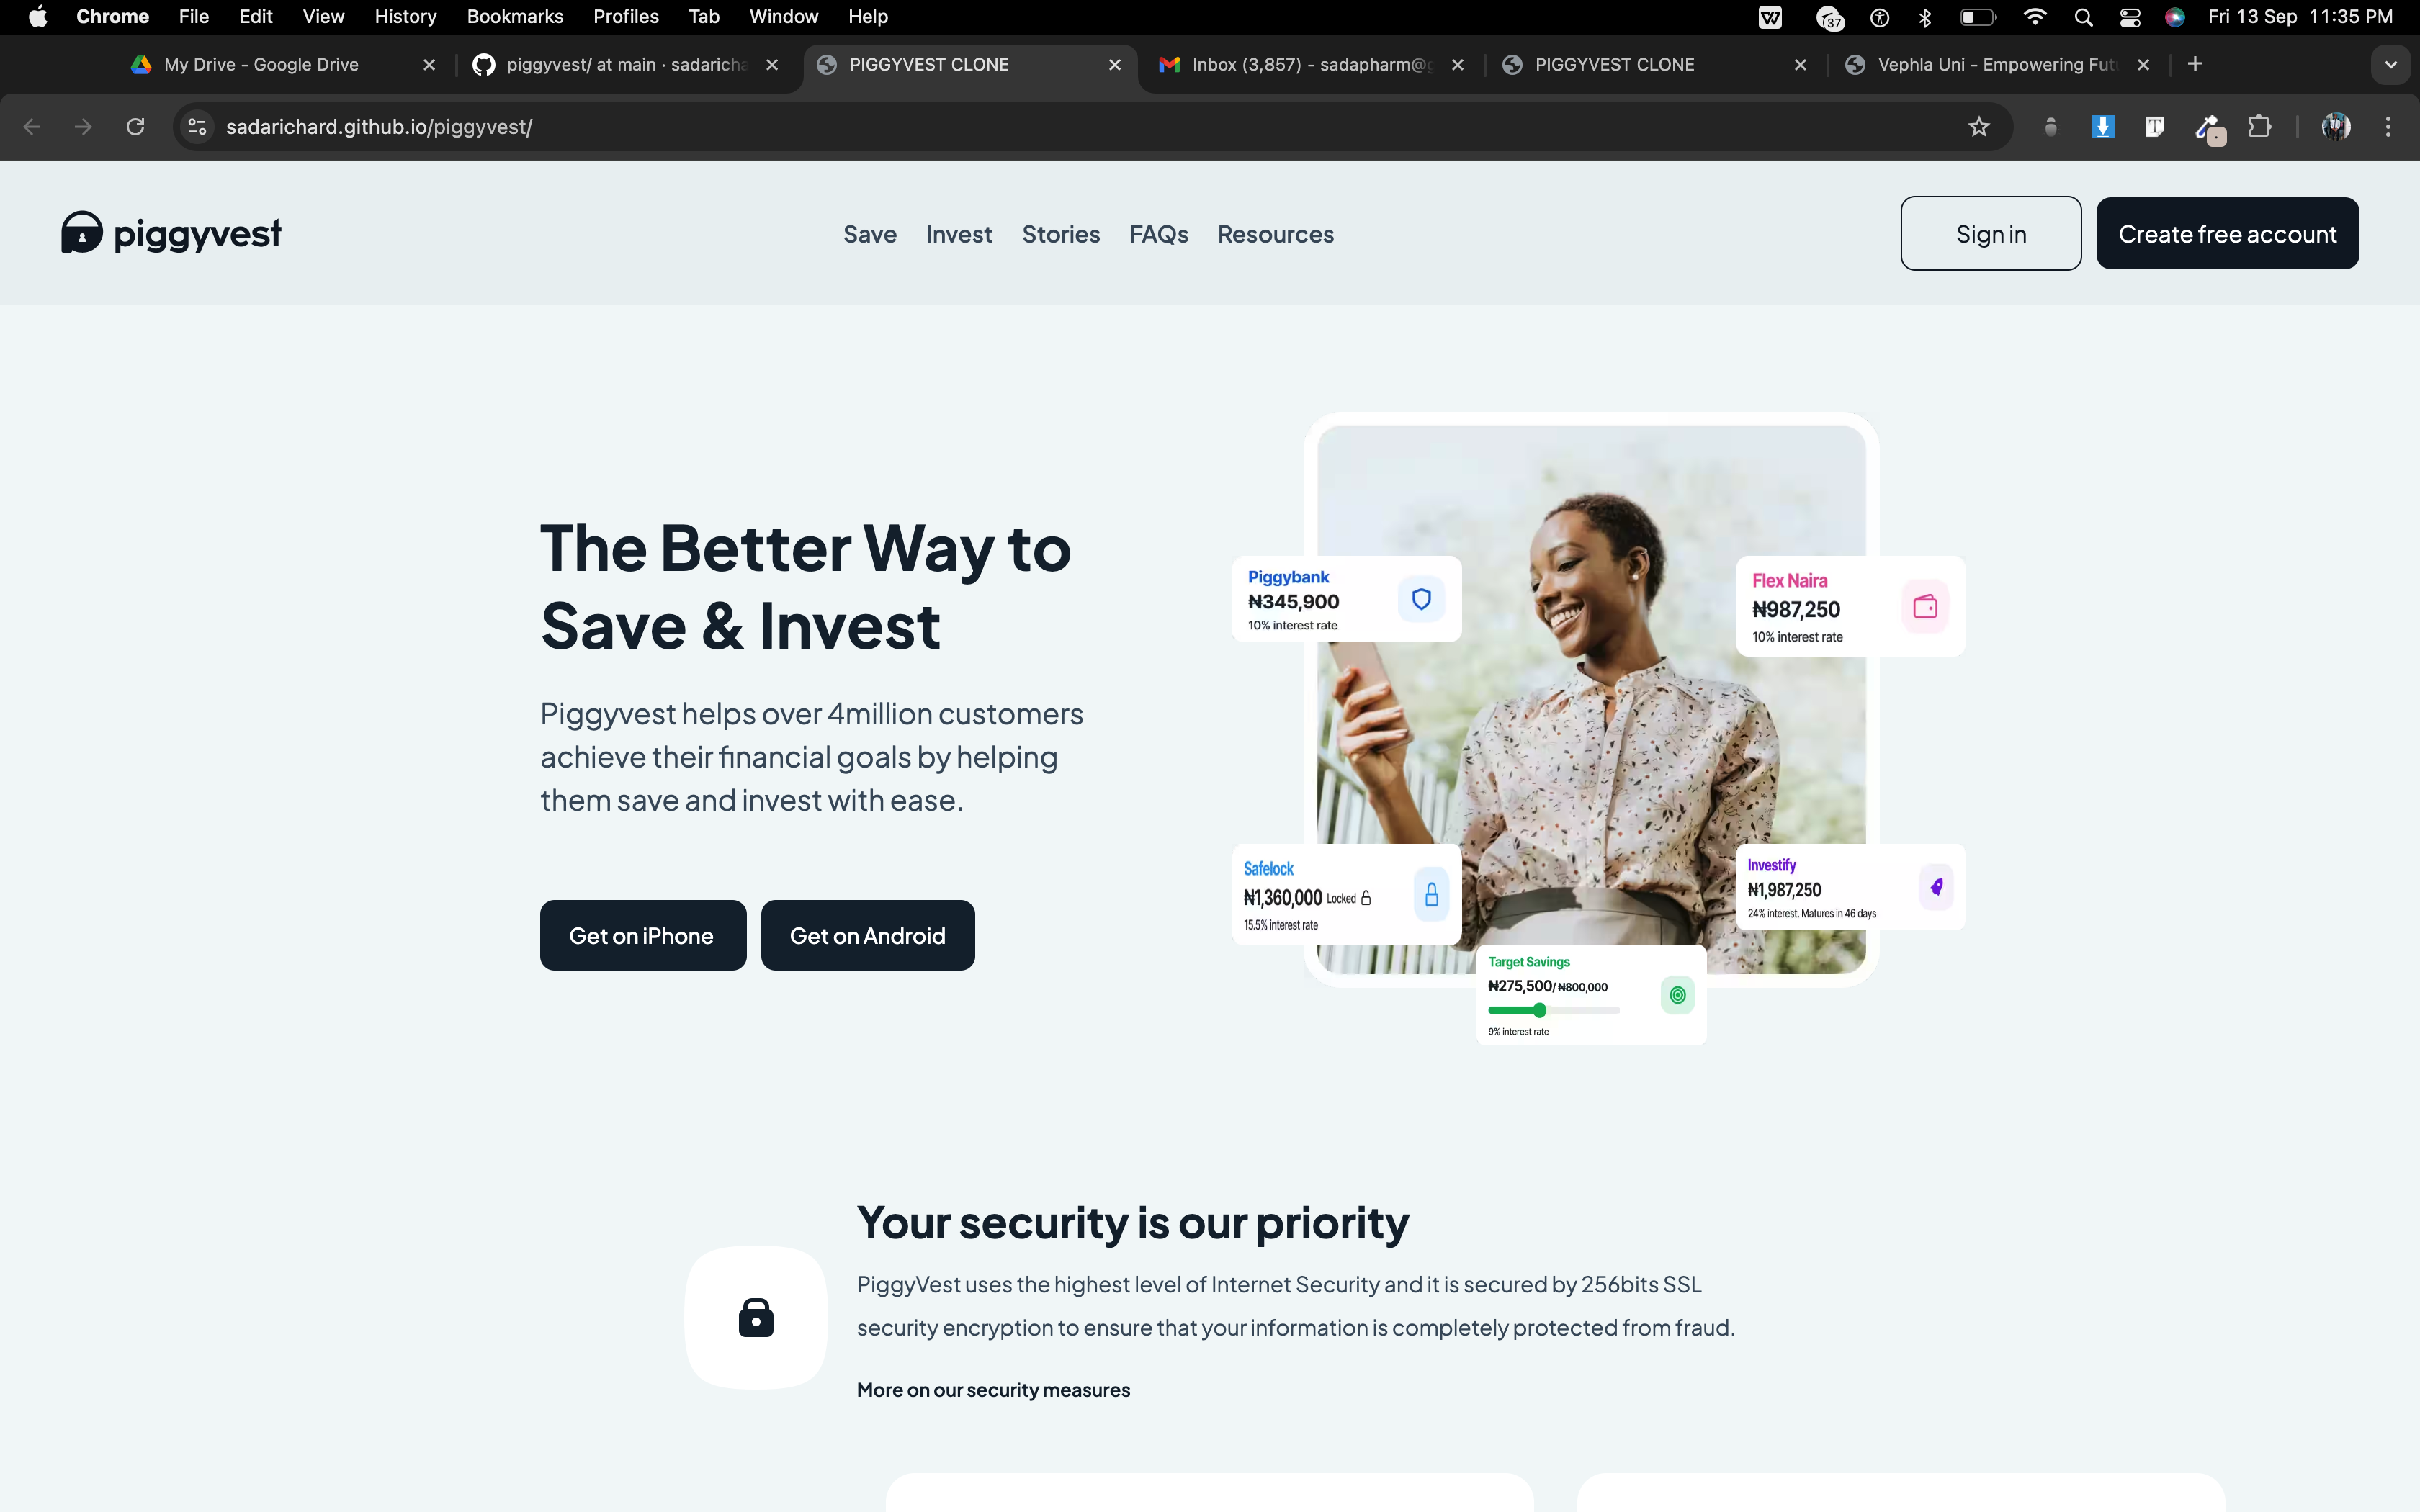 Chrome File Edit View History Bookmarks Profiles Tab Window Help
37
Fri 13 Sep 11:35 PM
My Drive - Google Drive
piggyvest/ at main · sadaricha
PIGGYVEST CLONE
Inbox (3,857) - sadapharm@g
PIGGYVEST CLONE
Vephla Uni - Empowering Futu
sadarichard.github.io/piggyvest/
piggyvest
Save Invest Stories FAQs Resources
Sign in
Create free account
The Better Way to
Save & Invest
Piggyvest helps over 4million customers
achieve their financial goals by helping
them save and invest with ease.
Get on iPhone
Get on Android
Piggybank
₦345,900
10% interest rate
Flex Naira
₦987,250
10% interest rate
Safelock
₦1,360,000 Locked
15.5% interest rate
Investify
₦1,987,250
24% interest. Matures in 46 days
Target Savings
₦275,500/ ₦800,000
9% interest rate
Your security is our priority
PiggyVest uses the highest level of Internet Security and it is secured by 256bits SSL
security encryption to ensure that your information is completely protected from fraud.
More on our security measures